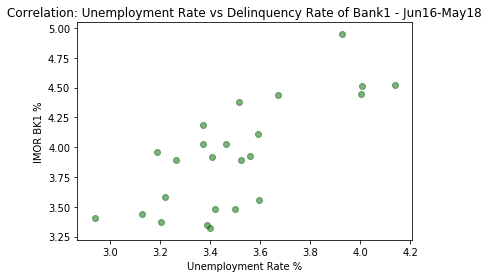 Correlation: Unemployment Rate vs Delinquency Rate of Bank1 - Jun16-May18
5.00
4.75
4.50
4.25
4.00
3.75
3.50
3.25
IMOR BK1 %
3.0 3.2 3.4 3.6 3.8 4.0 4.2
Unemployment Rate %